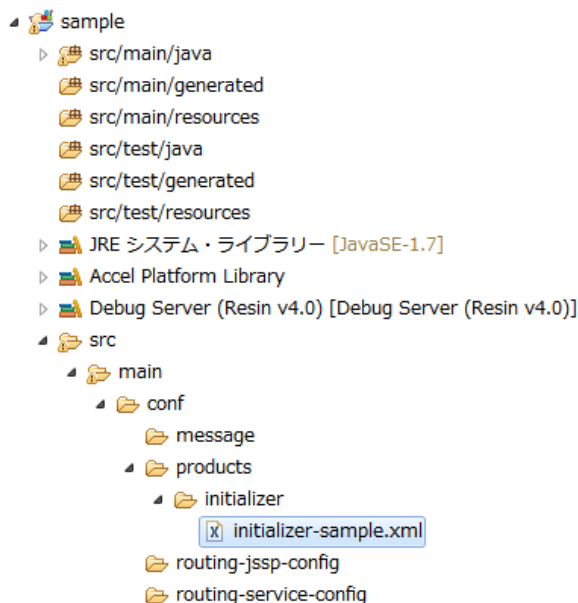 sample
src/main/java
src/main/generated
src/main/resources
src/test/java
src/test/generated
src/test/resources
JRE システム・ライブラリー [JavaSE-1.7]
Accel Platform Library
Debug Server (Resin v4.0) [Debug Server (Resin v4.0)]
src
main
conf
message
products
initializer
initializer-sample.xml
routing-jssp-config
routing-service-config